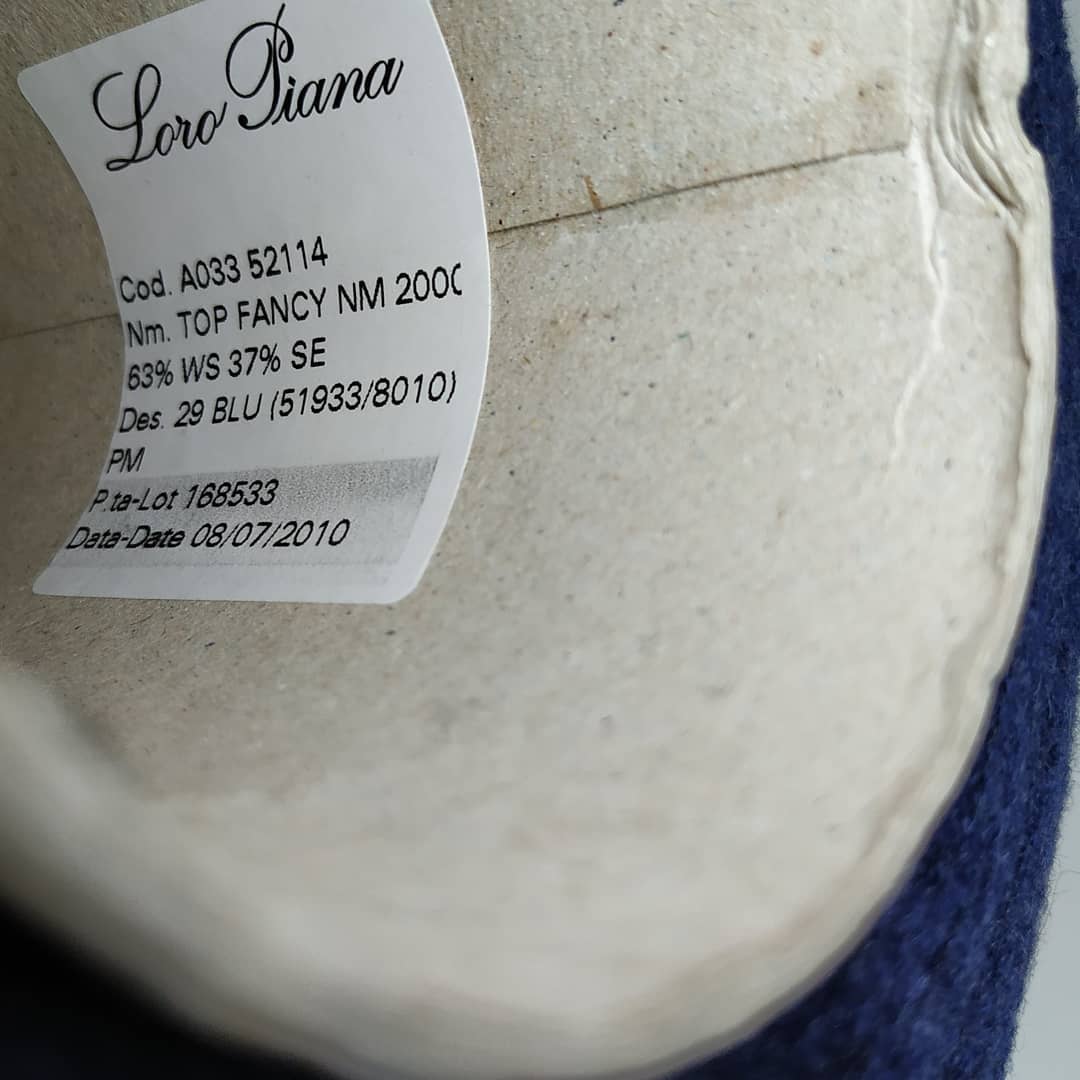 Loro Piana
Cod. A033 52114
Nm. TOP FANCY NM 2000
63% WS 37% SE
Des. 29 BLU (51933/8010)
PM
P.ta-Lot 168533
Data-Date 08/07/2010